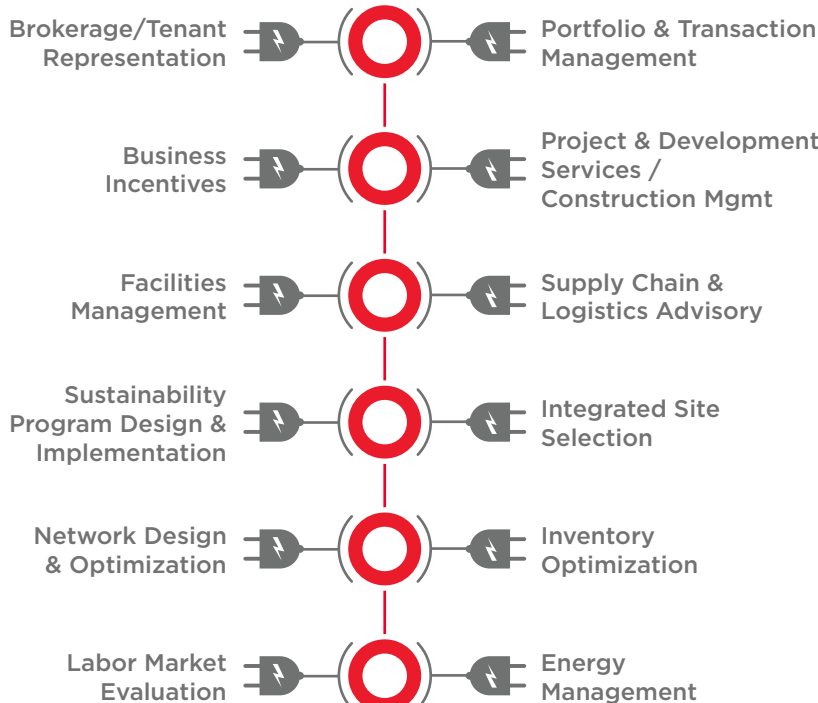 Brokerage/Tenant
Representation
Portfolio & Transaction
Management
Business
Incentives
Project & Development
Services /
Construction Mgmt
Facilities
Management
Supply Chain &
Logistics Advisory
Sustainability
Program Design &
Implementation
Integrated Site
Selection
Network Design
& Optimization
Inventory
Optimization
Labor Market
Evaluation
Energy
Management